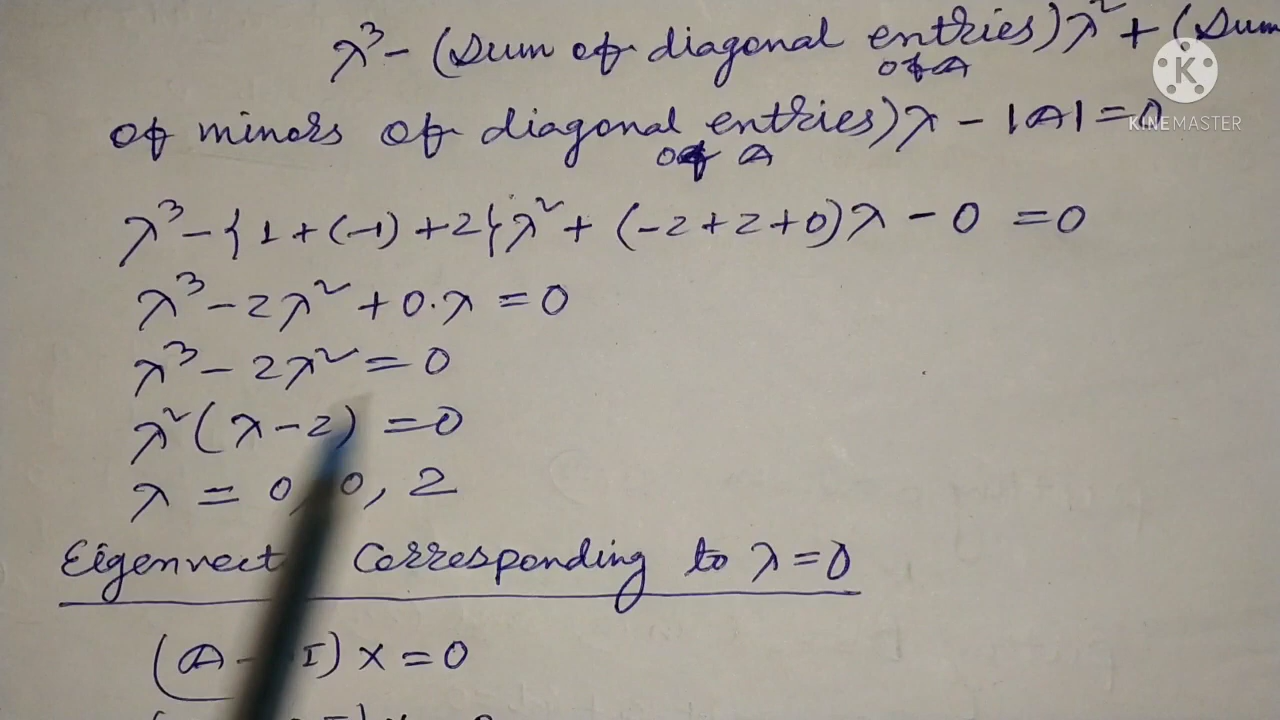 λ³ - (Sum of diagonal entries) λ² + (Sum
of A
of minors of diagonal entries) λ - |A| = 0
of A
K
KINEMASTER
λ³ - { 1 + (-1) + 2 } λ² + (-2 + 2 + 0) λ - 0 = 0
λ³ - 2λ² + 0·λ = 0
λ³ - 2λ² = 0
λ² (λ - 2) = 0
λ = 0, 0, 2
Corresponding to λ = 0
(A - I) X = 0